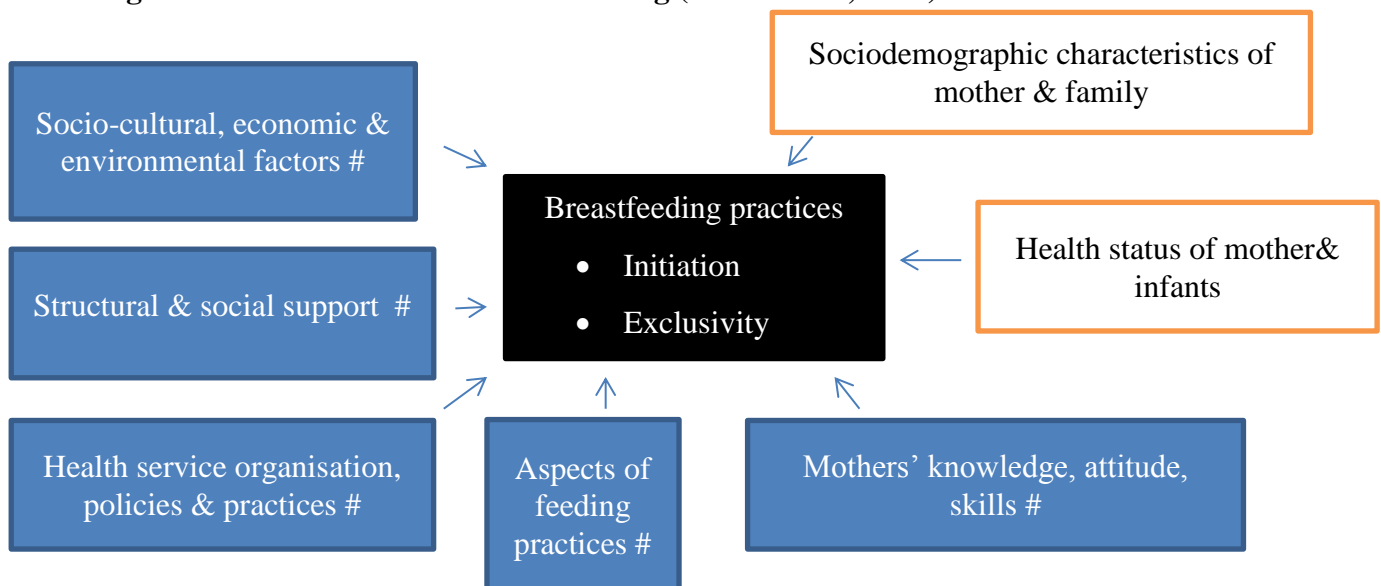 Sociodemographic characteristics of
mother & family
Socio-cultural, economic &
environmental factors #
Breastfeeding practices
• Initiation
• Exclusivity
Health status of mother&
infants
Structural & social support #
Health service organisation,
policies & practices #
Aspects of
feeding
practices #
Mothers’ knowledge, attitude,
skills #